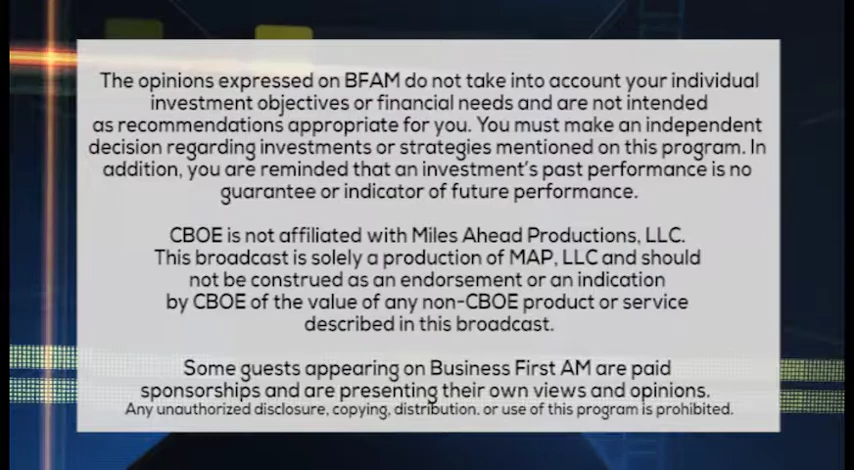 The opinions expressed on BFAM do not take into account your individual
investment objectives or financial needs and are not intended
as recommendations appropriate for you. You must make an independent
decision regarding investments or strategies mentioned on this program. In
addition, you are reminded that an investment's past performance is no
guarantee or indicator of future performance.
CBOE is not affiliated with Miles Ahead Productions, LLC.
This broadcast is solely a production of MAP, LLC and should
not be construed as an endorsement or an indication
by CBOE of the value of any non-CBOE product or service
described in this broadcast.
Some guests appearing on Business First AM are paid
sponsorships and are presenting their own views and opinions.
Any unauthorized disclosure, copying, distribution, or use of this program is prohibited.